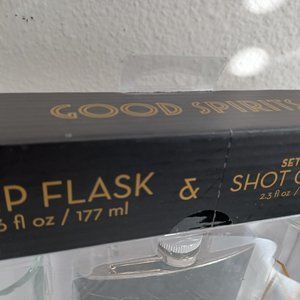 GOOD SPIRITS
P FLASK & SET
6 fl oz / 177 ml SHOT
2.3 fl oz /